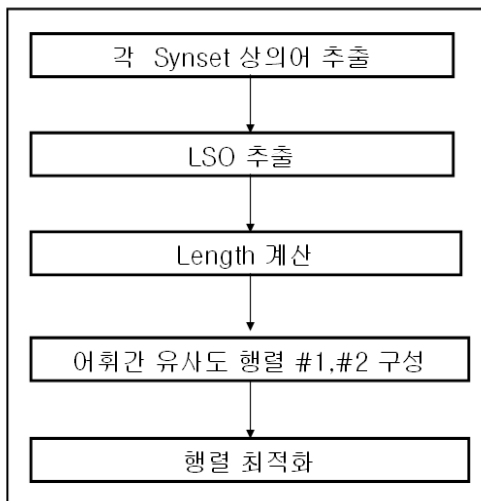 각 Synset 상의어 추출
LSO 추출
Length 계산
어휘간 유사도 행렬 #1,#2 구성
행렬 최적화